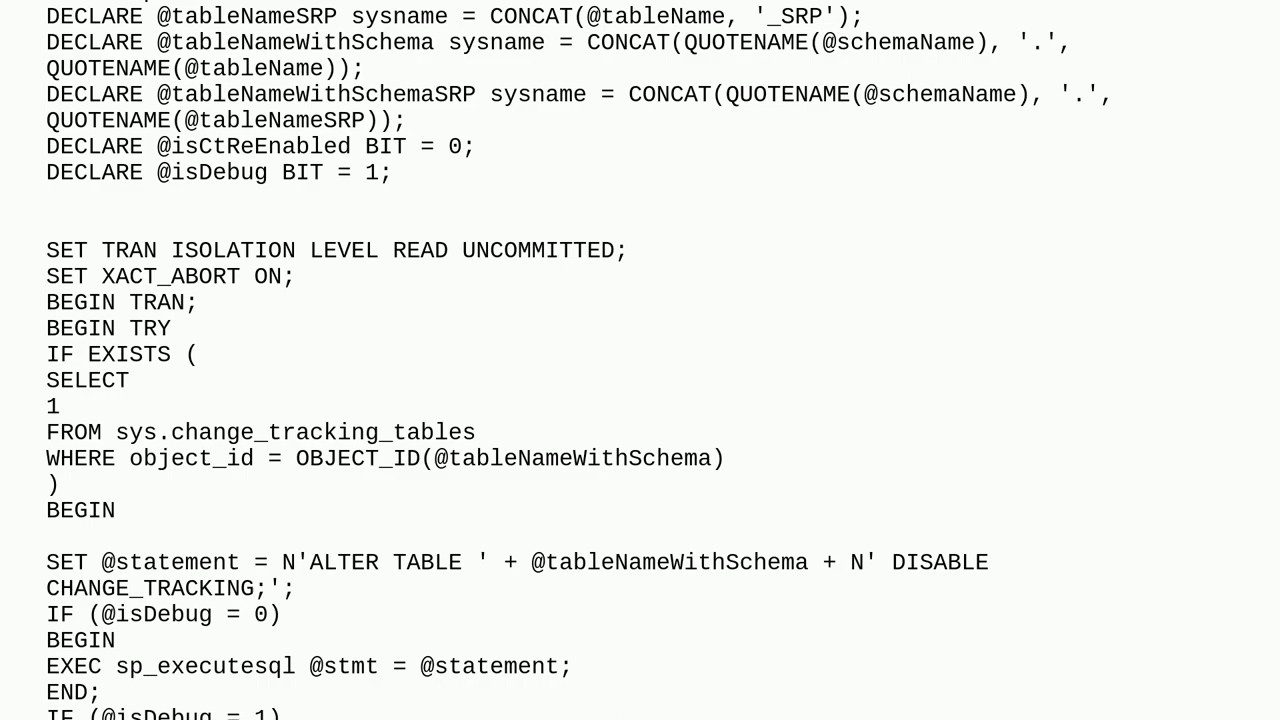 DECLARE @tableNameSRP sysname = CONCAT(@tableName, '_SRP');
DECLARE @tableNameWithSchema sysname = CONCAT(QUOTENAME(@schemaName), '.',
QUOTENAME(@tableName));
DECLARE @tableNameWithSchemaSRP sysname = CONCAT(QUOTENAME(@schemaName), '.',
QUOTENAME(@tableNameSRP));
DECLARE @isCtReEnabled BIT = 0;
DECLARE @isDebug BIT = 1;
SET TRAN ISOLATION LEVEL READ UNCOMMITTED;
SET XACT_ABORT ON;
BEGIN TRAN;
BEGIN TRY
IF EXISTS (
SELECT
1
FROM sys.change_tracking_tables
WHERE object_id = OBJECT_ID(@tableNameWithSchema)
)
BEGIN
SET @statement = N'ALTER TABLE ' + @tableNameWithSchema + N' DISABLE
CHANGE_TRACKING;';
IF (@isDebug = 0)
BEGIN
EXEC sp_executesql @stmt = @statement;
END;
IF (@isDebug = 1)